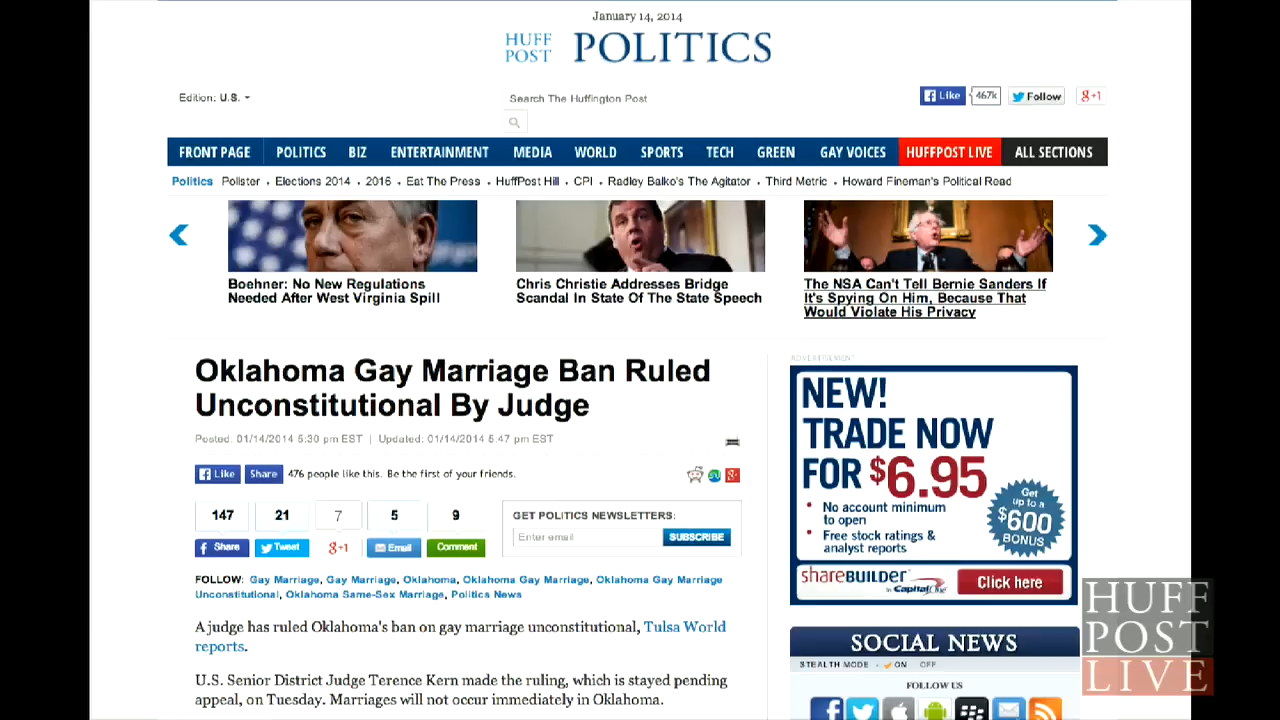 January 14, 2014
HUFF
POST
POLITICS
Edition: U.S.
Search The Huffington Post
Like
467k
Follow
g+1
FRONT PAGE
POLITICS
BIZ
ENTERTAINMENT
MEDIA
WORLD
SPORTS
TECH
GREEN
GAY VOICES
HUFFPOST LIVE
ALL SECTIONS
Politics Pollster • Elections 2014 • 2016 • Eat The Press • HuffPost Hill • CPI • Radley Balko's The Agitator • Third Metric • Howard Fineman's Political Read
Boehner: No New Regulations
Needed After West Virginia Spill
Chris Christie Addresses Bridge
Scandal In State Of The State Speech
The NSA Can't Tell Bernie Sanders If
It's Spying On Him, Because That
Would Violate His Privacy
Oklahoma Gay Marriage Ban Ruled
Unconstitutional By Judge
Posted: 01/14/2014 5:30 pm EST | Updated: 01/14/2014 5:47 pm EST
Like
Share
476 people like this. Be the first of your friends.
147
21
7
5
9
Share
Tweet
g+1
Email
Comment
GET POLITICS NEWSLETTERS:
Enter email
SUBSCRIBE
FOLLOW: Gay Marriage, Gay Marriage, Oklahoma, Oklahoma Gay Marriage, Oklahoma Gay Marriage
Unconstitutional, Oklahoma Same-Sex Marriage, Politics News
A judge has ruled Oklahoma's ban on gay marriage unconstitutional, Tulsa World
reports.
U.S. Senior District Judge Terence Kern made the ruling, which is stayed pending
appeal, on Tuesday. Marriages will not occur immediately in Oklahoma.
ADVERTISEMENT
NEW!
TRADE NOW
FOR $6.95
• No account minimum
to open
• Free stock ratings &
analyst reports
Get
up to a
$600
BONUS
shareBUILDER
by Capital One
Click here
SOCIAL NEWS
STEALTH MODE - ON OFF
FOLLOW US
HUFF
POST
LIVE